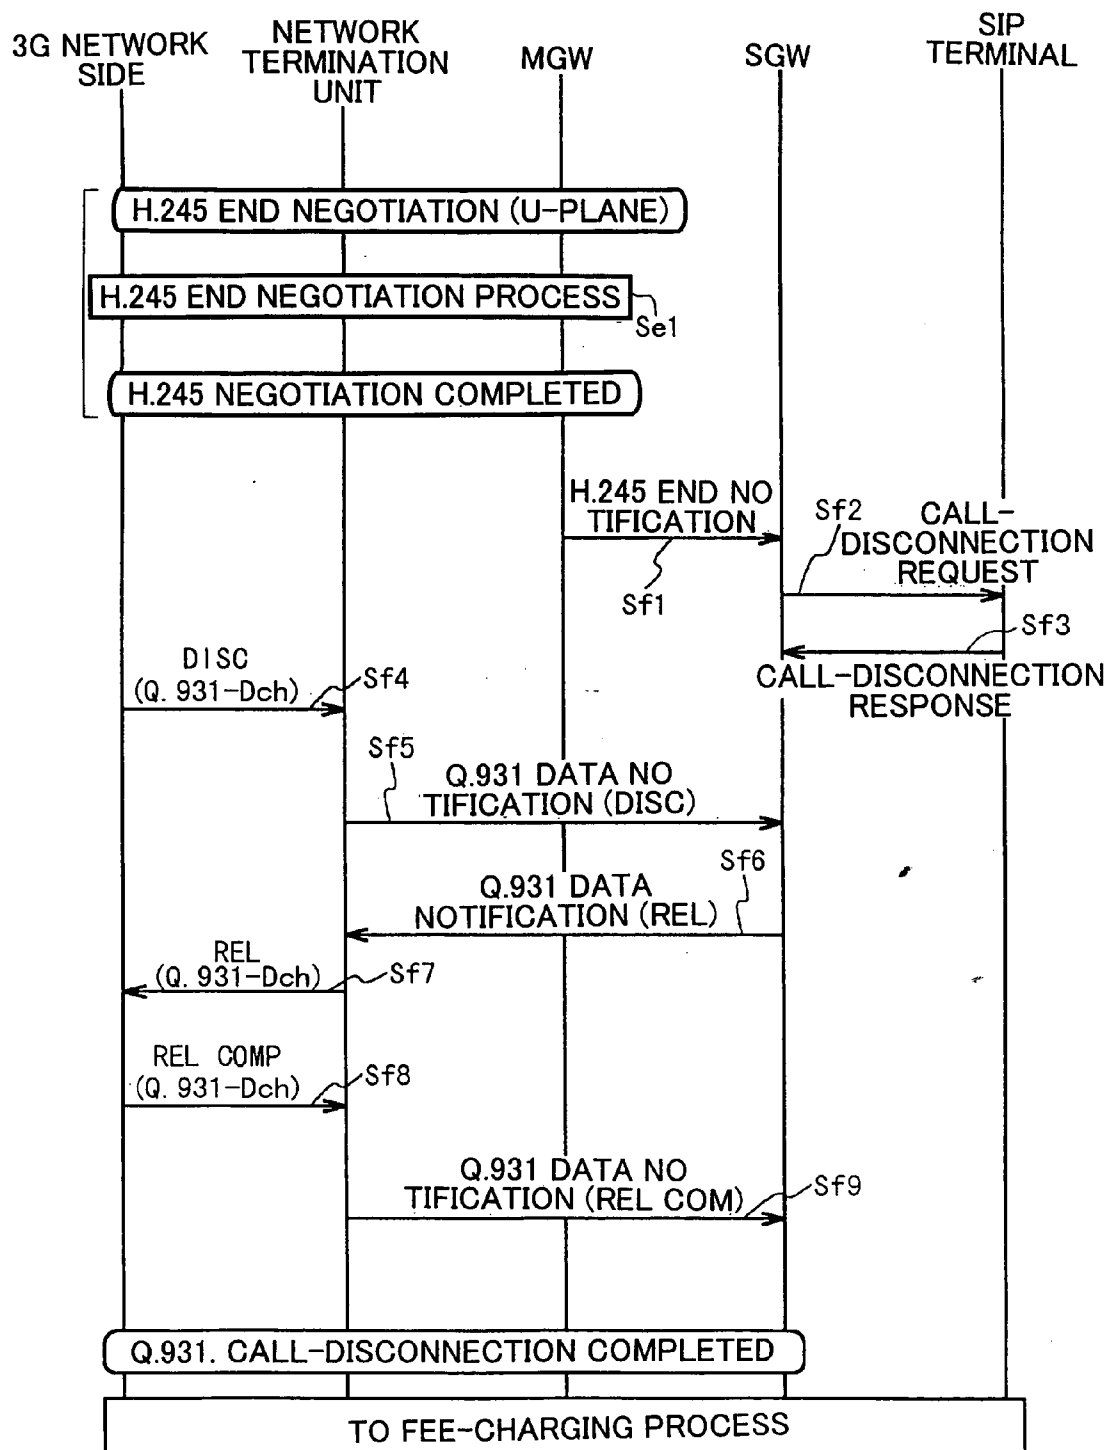 3G NETWORK
SIDE
NETWORK
TERMINATION
UNIT
MGW
SGW
SIP
TERMINAL
H.245 END NEGOTIATION (U-PLANE)
H.245 END NEGOTIATION PROCESS
Se1
H.245 NEGOTIATION COMPLETED
H.245 END NO
TIFICATION
Sf1
Sf2
CALL-
DISCONNECTION
REQUEST
Sf3
CALL-DISCONNECTION
RESPONSE
DISC
(Q.931-Dch)
Sf4
Sf5
Q.931 DATA NO
TIFICATION (DISC)
Sf6
Q.931 DATA
NOTIFICATION (REL)
REL
(Q.931-Dch)
Sf7
REL COMP
(Q.931-Dch)
Sf8
Q.931 DATA NO
TIFICATION (REL COM)
Sf9
Q.931. CALL-DISCONNECTION COMPLETED
TO FEE-CHARGING PROCESS